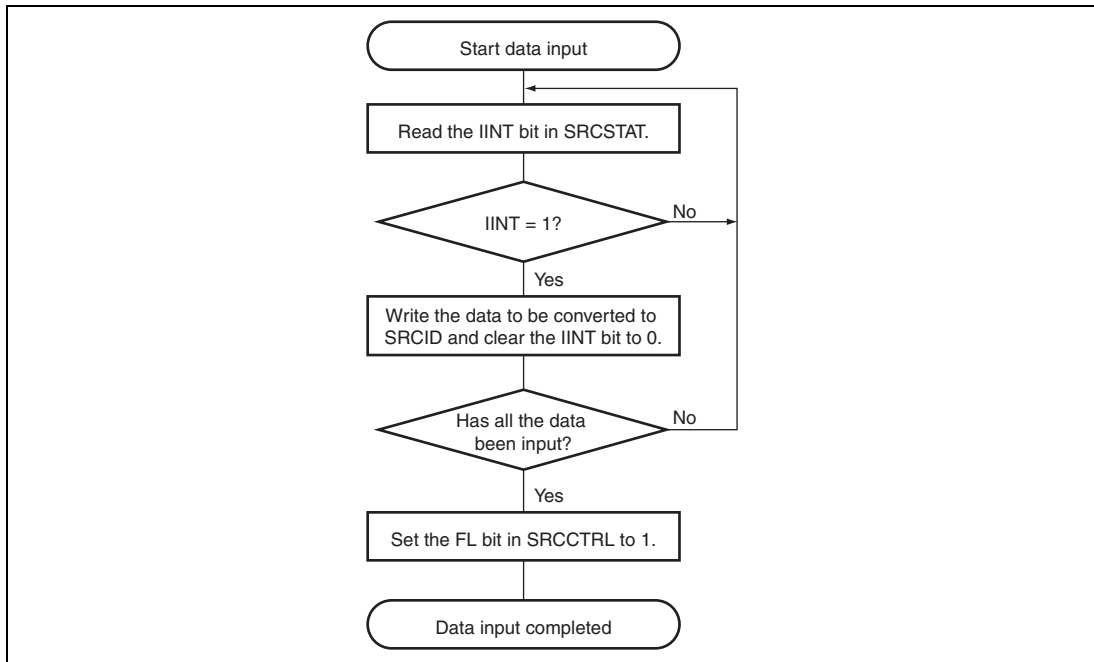 Start data input
Read the IINT bit in SRCSTAT.
IINT = 1?
No
Yes
Write the data to be converted to
SRCID and clear the IINT bit to 0.
Has all the data
been input?
No
Yes
Set the FL bit in SRCCTRL to 1.
Data input completed